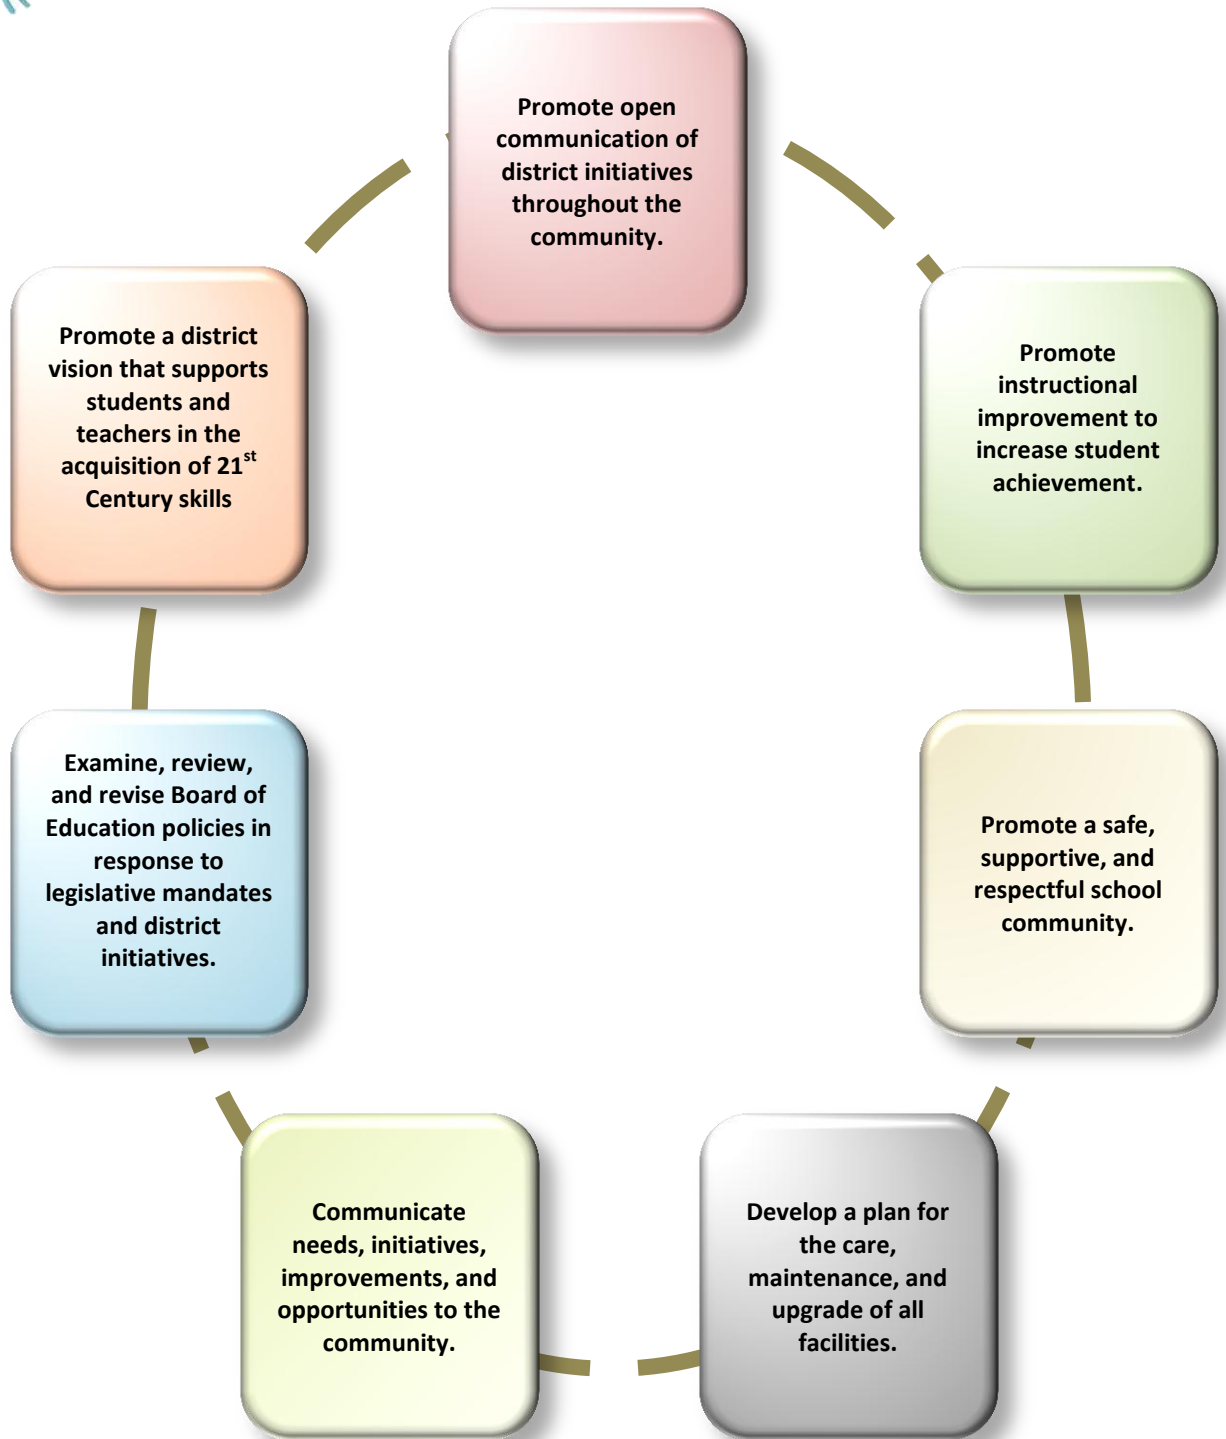 Promote open
communication of
district initiatives
throughout the
community.
Promote
instructional
improvement to
increase student
achievement.
Promote a safe,
supportive, and
respectful school
community.
Develop a plan for
the care,
maintenance, and
upgrade of all
facilities.
Communicate
needs, initiatives,
improvements, and
opportunities to the
community.
Examine, review,
and revise Board of
Education policies in
response to
legislative mandates
and district
initiatives.
Promote a district
vision that supports
students and
teachers in the
acquisition of 21st
Century skills